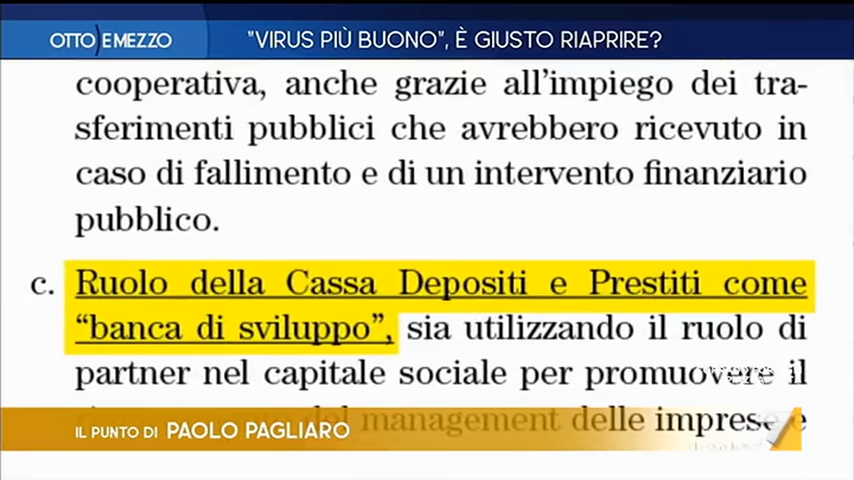 OTTO E MEZZO
"VIRUS PIÙ BUONO", È GIUSTO RIAPRIRE?
cooperativa, anche grazie all'impiego dei tra-
sferimenti pubblici che avrebbero ricevuto in
caso di fallimento e di un intervento finanziario
pubblico.
c. Ruolo della Cassa Depositi e Prestiti come
"banca di sviluppo", sia utilizzando il ruolo di
partner nel capitale sociale per promuovere il
del management delle imprese e
IL PUNTO DI PAOLO PAGLIARO